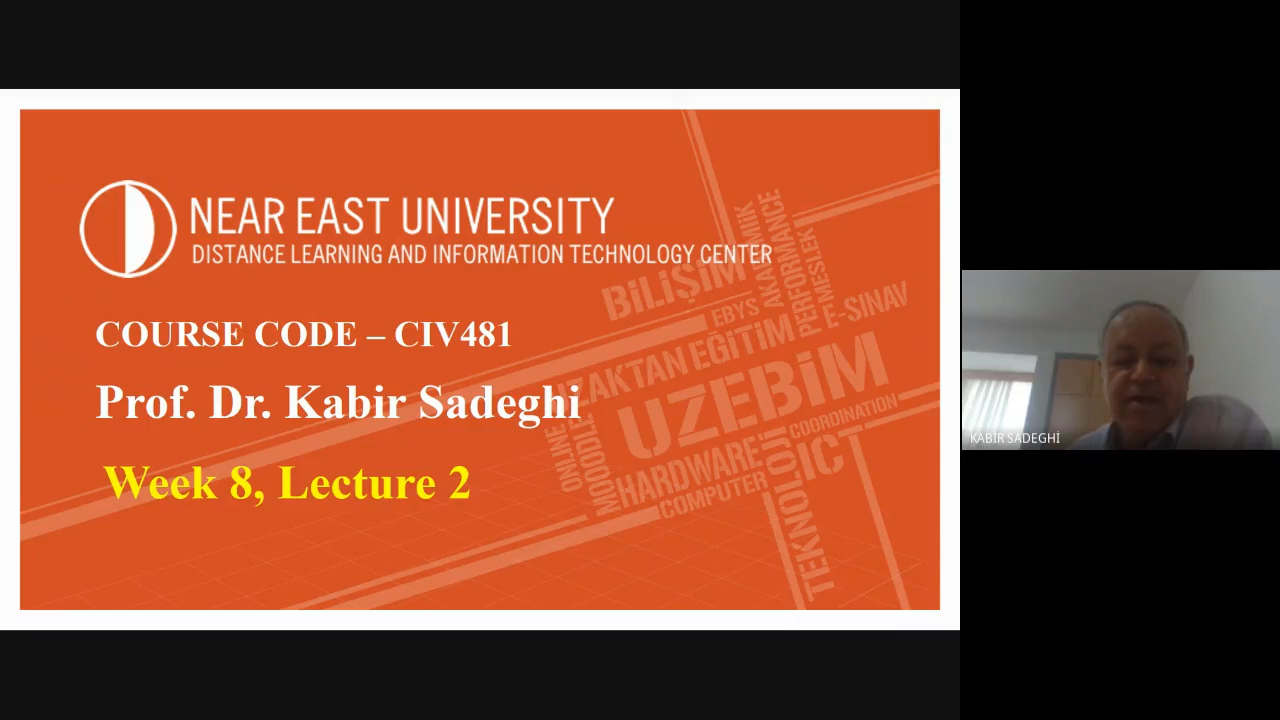 NEAR EAST UNIVERSITY
DISTANCE LEARNING AND INFORMATION TECHNOLOGY CENTER
COURSE CODE – CIV481
Prof. Dr. Kabir Sadeghi
Week 8, Lecture 2
BİLİŞİM
EBYS
AKADEMİK
PERFORMANCE
E-SINAV
UZAKTAN EĞİTİM
UZEBİM
ONLINE
MOODDLE
HARDWARE
COMPUTER
COORDINATION
TEKNOLOJİ
KABIR SADEGHİ